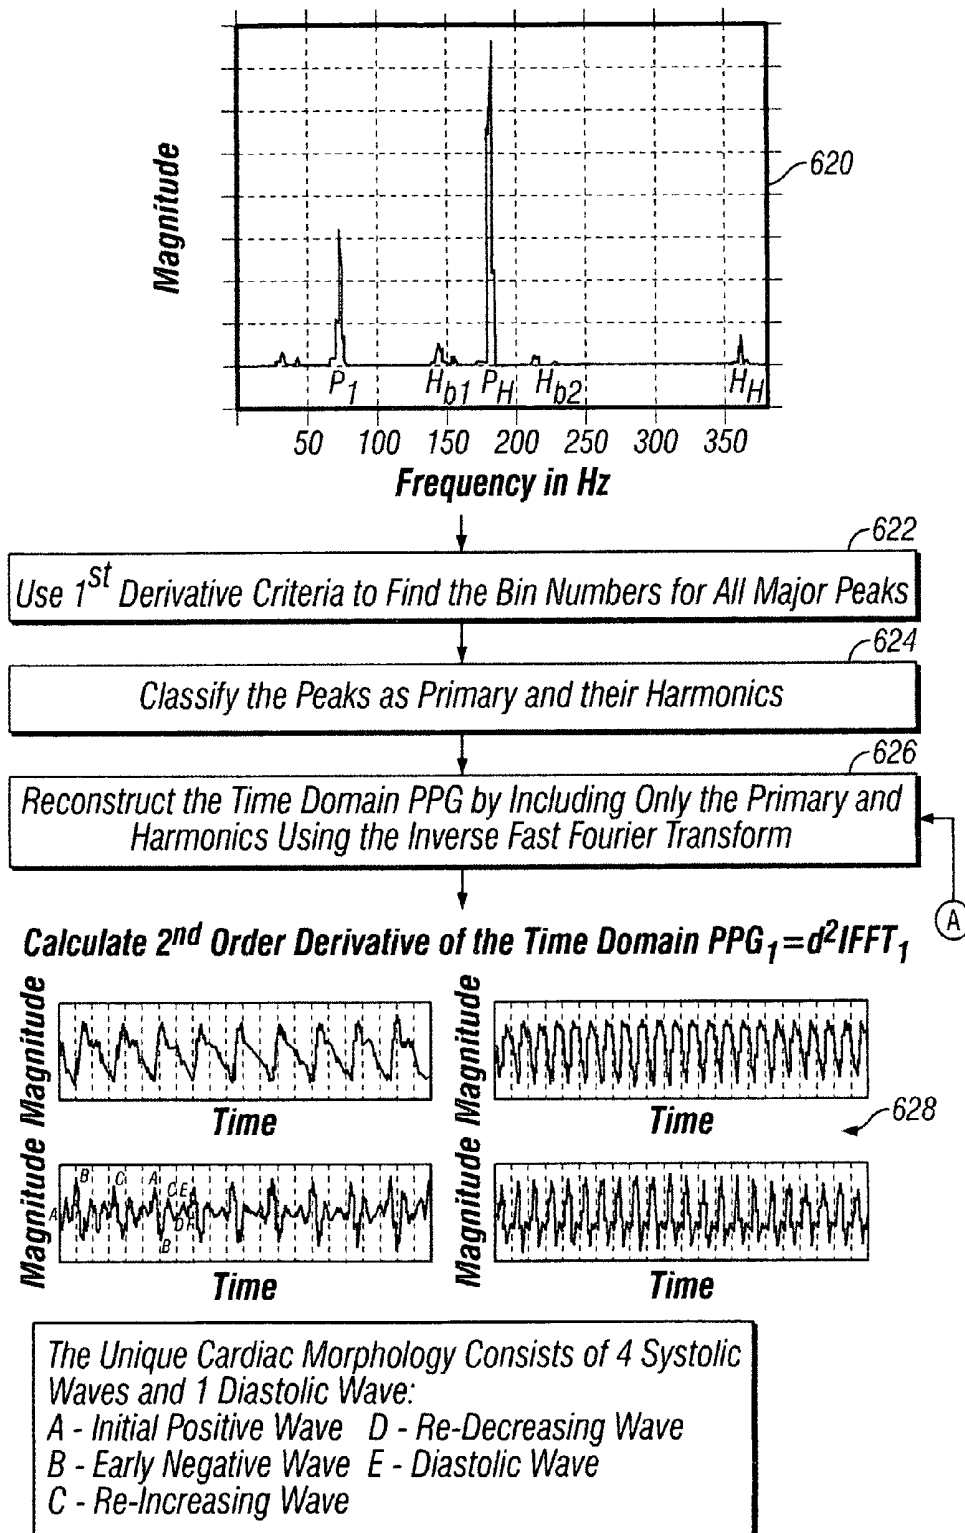 Magnitude
620
P1
Hb1
PH
Hb2
HH
50 100 150 200 250 300 350
Frequency in Hz
622
Use 1st Derivative Criteria to Find the Bin Numbers for All Major Peaks
624
Classify the Peaks as Primary and their Harmonics
626
Reconstruct the Time Domain PPG by Including Only the Primary and
Harmonics Using the Inverse Fast Fourier Transform
A
Calculate 2nd Order Derivative of the Time Domain PPG1=d2IFFT1
Magnitude
Time
Magnitude
Time
628
Magnitude
A
B
C
A
B
C
E
D
Time
Magnitude
Time
The Unique Cardiac Morphology Consists of 4 Systolic
Waves and 1 Diastolic Wave:
A - Initial Positive Wave D - Re-Decreasing Wave
B - Early Negative Wave E - Diastolic Wave
C - Re-Increasing Wave